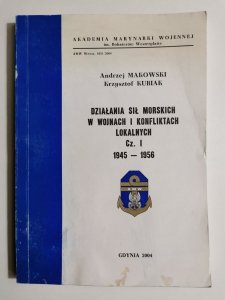 AKADEMIA MARYNARKI WOJENNEJ
im. Bohaterów Westerplatte
Andrzej MAKOWSKI
Krzysztof KUBIAK
DZIAŁANIA SIŁ MORSKICH
W WOJNACH I KONFLIKTACH
LOKALNYCH
Cz. I
1945 — 1956
AMW
GDYNIA 2004